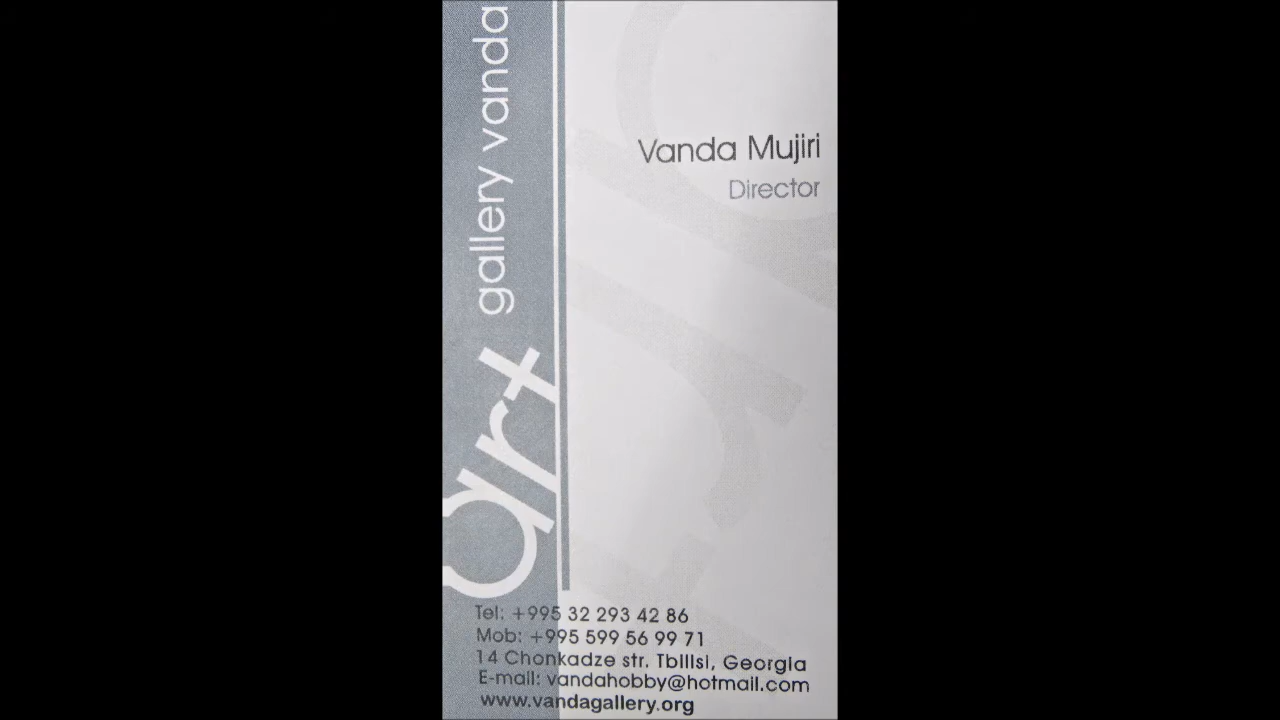 art gallery vanda
Vanda Mujiri
Director
Tel: +995 32 293 42 86
Mob: +995 599 56 99 71
14 Chonkadze str. Tbilisi, Georgia
E-mail: vandahobby@hotmail.com
www.vandagallery.org